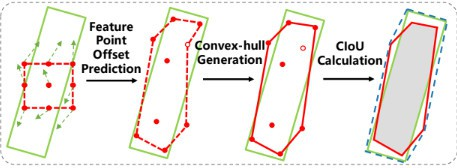 Feature
Point
Offset
Prediction
Convex-hull
Generation
CIoU
Calculation